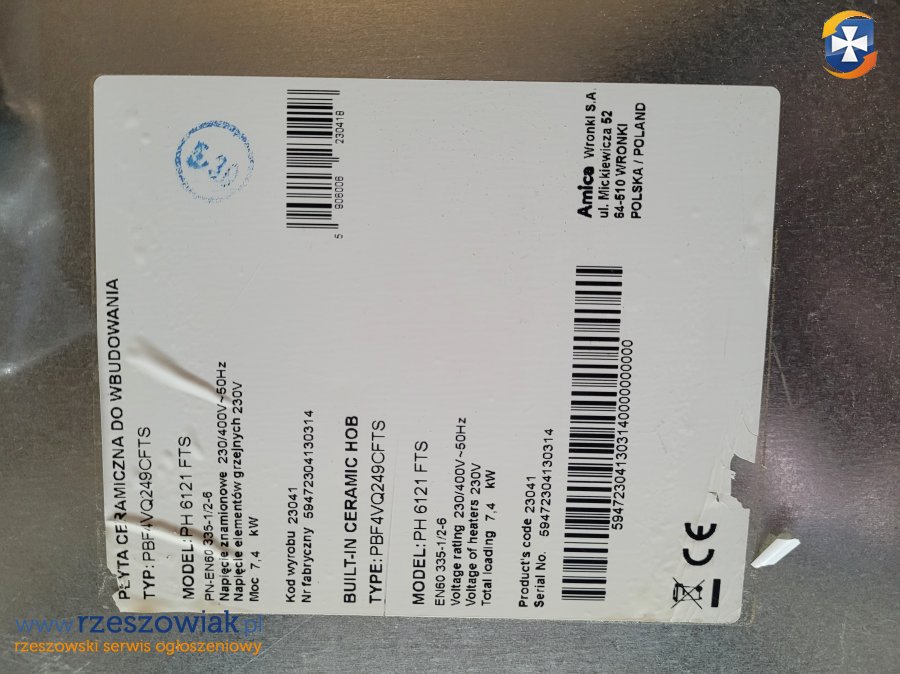 PŁYTA CERAMICZNA DO WBUDOWANIA
TYP: PBF4VQ249CFTS
MODEL: PH 6121 FTS
PN-EN60 335-1/2-6
Napięcie znamionowe 230/400V~50Hz
Napięcie elementów grzejnych 230V
Moc 7,4 kW
Kod wyrobu 23041
Nr fabryczny 59472304130314
BUILT-IN CERAMIC HOB
TYPE: PBF4VQ249CFTS
MODEL: PH 6121 FTS
EN60 335-1/2-6
Voltage rating 230/400V~50Hz
Voltage of heaters 230V
Total loading 7,4 kW
Product's code 23041
Serial No. 59472304130314
594723041303140000000000
CE
5 906006 230418
Amica Wronki S.A.
ul. Mickiewicza 52
64-510 WRONKI
POLSKA / POLAND
www.rzeszowiak.pl
rzeszowski serwis ogłoszeniowy